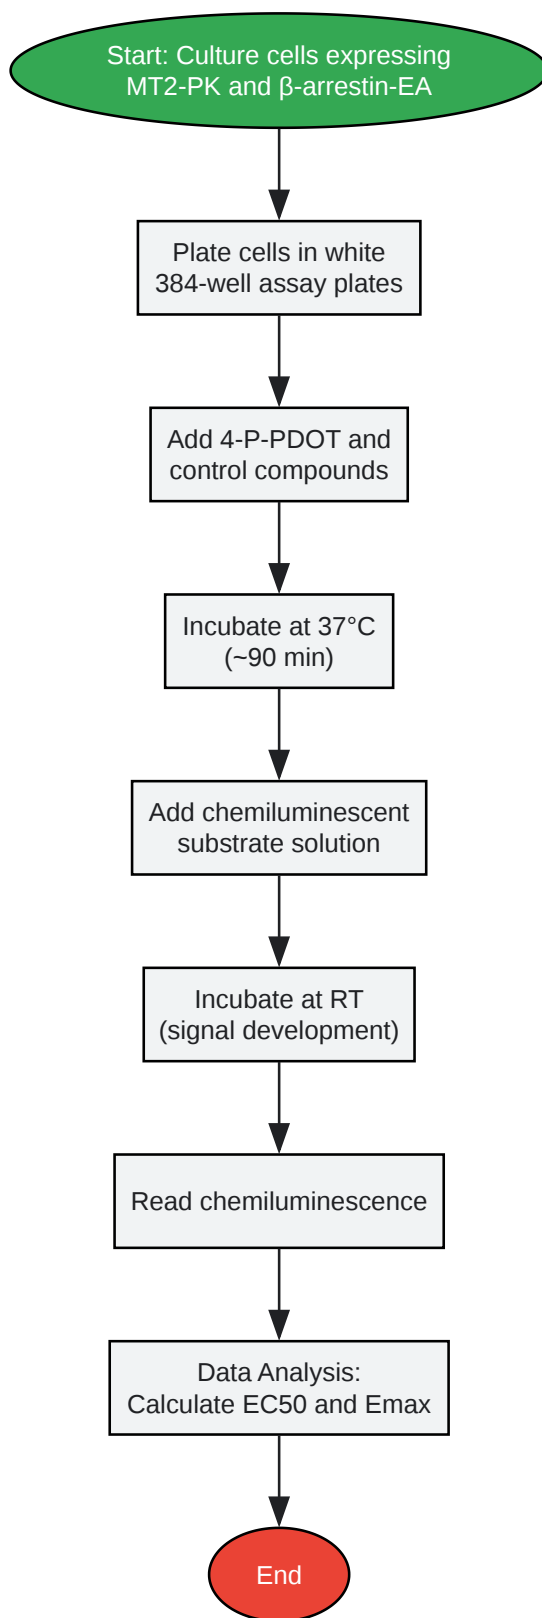 Start: Culture cells expressing
MT2-PK and β-arrestin-EA
Plate cells in white
384-well assay plates
Add 4-P-PDOT and
control compounds
Incubate at 37°C
(~90 min)
Add chemiluminescent
substrate solution
Incubate at RT
(signal development)
Read chemiluminescence
Data Analysis:
Calculate EC50 and Emax
End